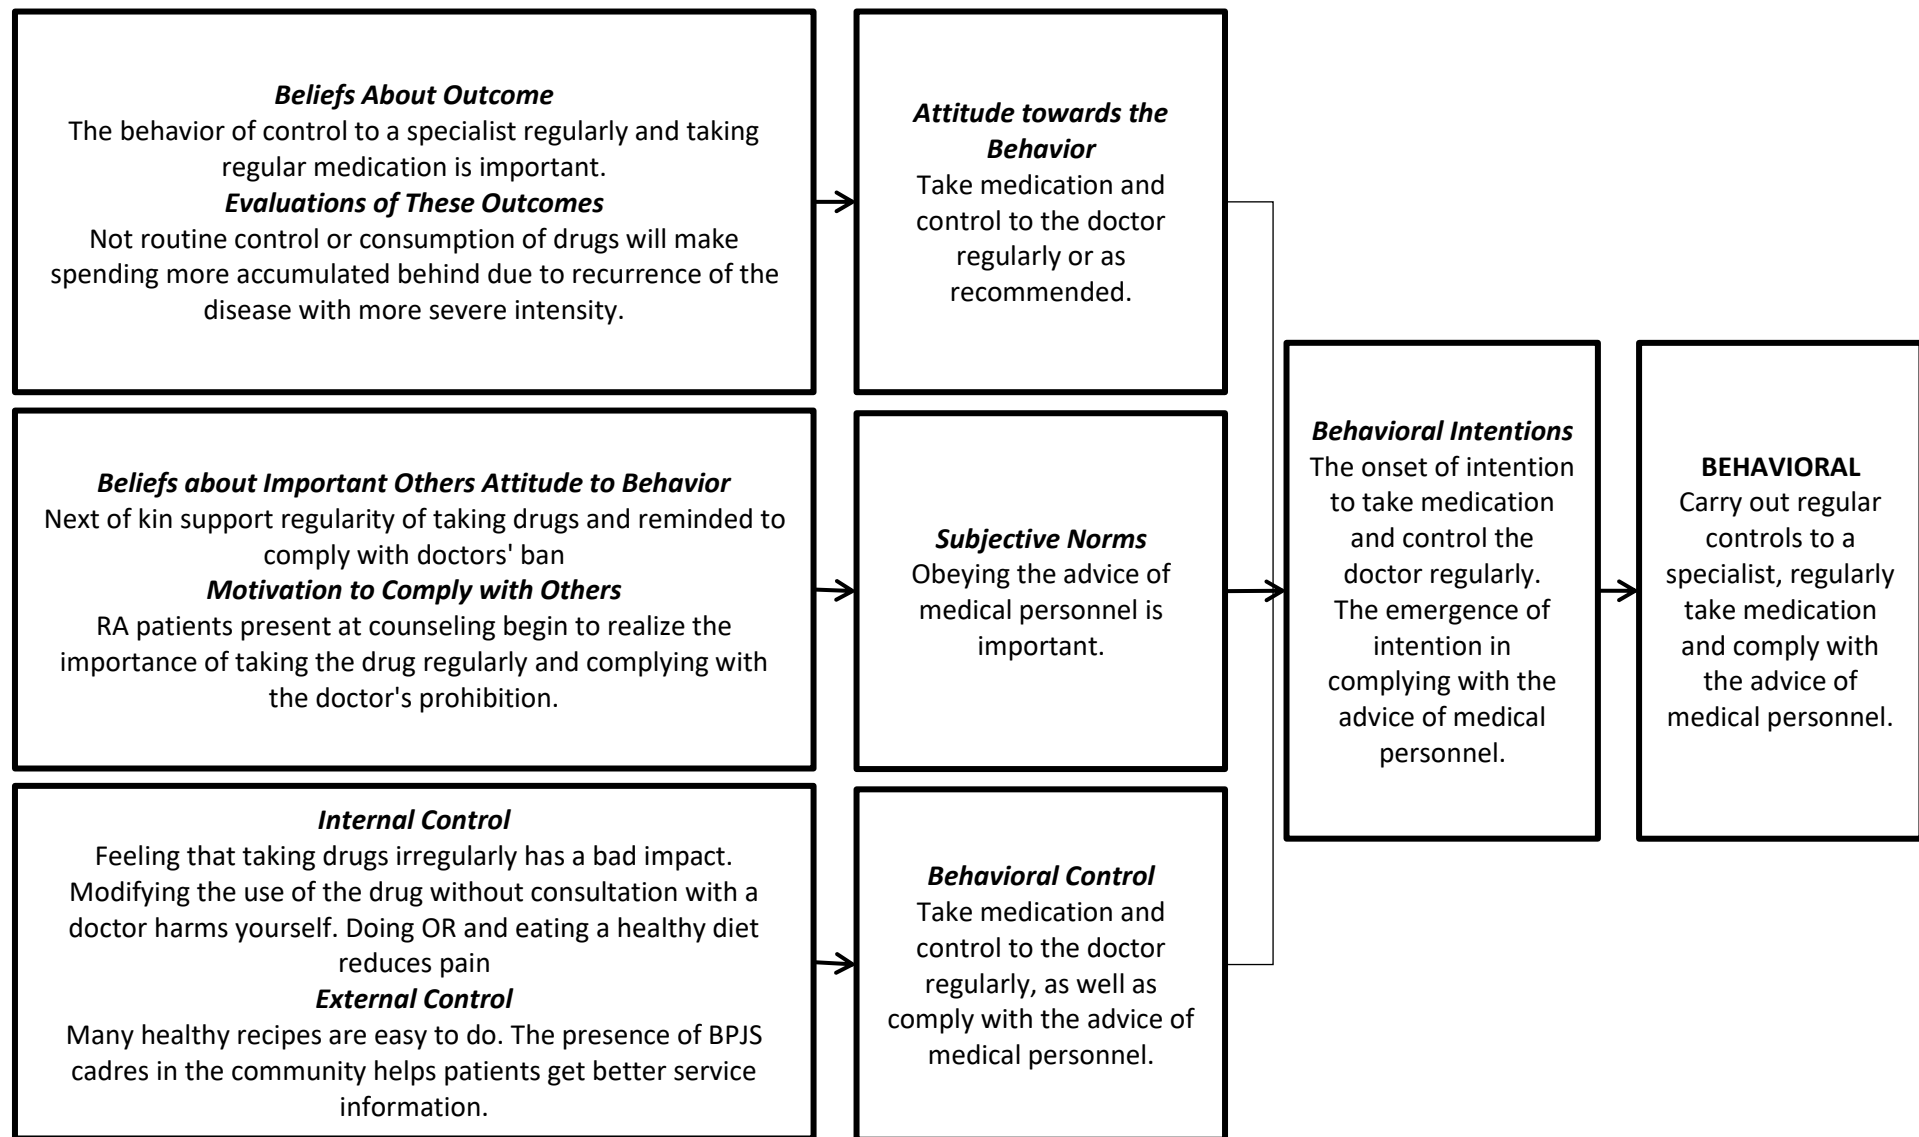 Beliefs About Outcome
The behavior of control to a specialist regularly and taking
regular medication is important.
Evaluations of These Outcomes
Not routine control or consumption of drugs will make
spending more accumulated behind due to recurrence of the
disease with more severe intensity.
Attitude towards the
Behavior
Take medication and
control to the doctor
regularly or as
recommended.
Beliefs about Important Others Attitude to Behavior
Next of kin support regularity of taking drugs and reminded to
comply with doctors' ban
Motivation to Comply with Others
RA patients present at counseling begin to realize the
importance of taking the drug regularly and complying with
the doctor's prohibition.
Subjective Norms
Obeying the advice of
medical personnel is
important.
Internal Control
Feeling that taking drugs irregularly has a bad impact.
Modifying the use of the drug without consultation with a
doctor harms yourself. Doing OR and eating a healthy diet
reduces pain
External Control
Many healthy recipes are easy to do. The presence of BPJS
cadres in the community helps patients get better service
information.
Behavioral Control
Take medication and
control to the doctor
regularly, as well as
comply with the advice of
medical personnel.
Behavioral Intentions
The onset of intention
to take medication
and control the
doctor regularly.
The emergence of
intention in
complying with the
advice of medical
personnel.
BEHAVIORAL
Carry out regular
controls to a
specialist, regularly
take medication
and comply with
the advice of
medical personnel.